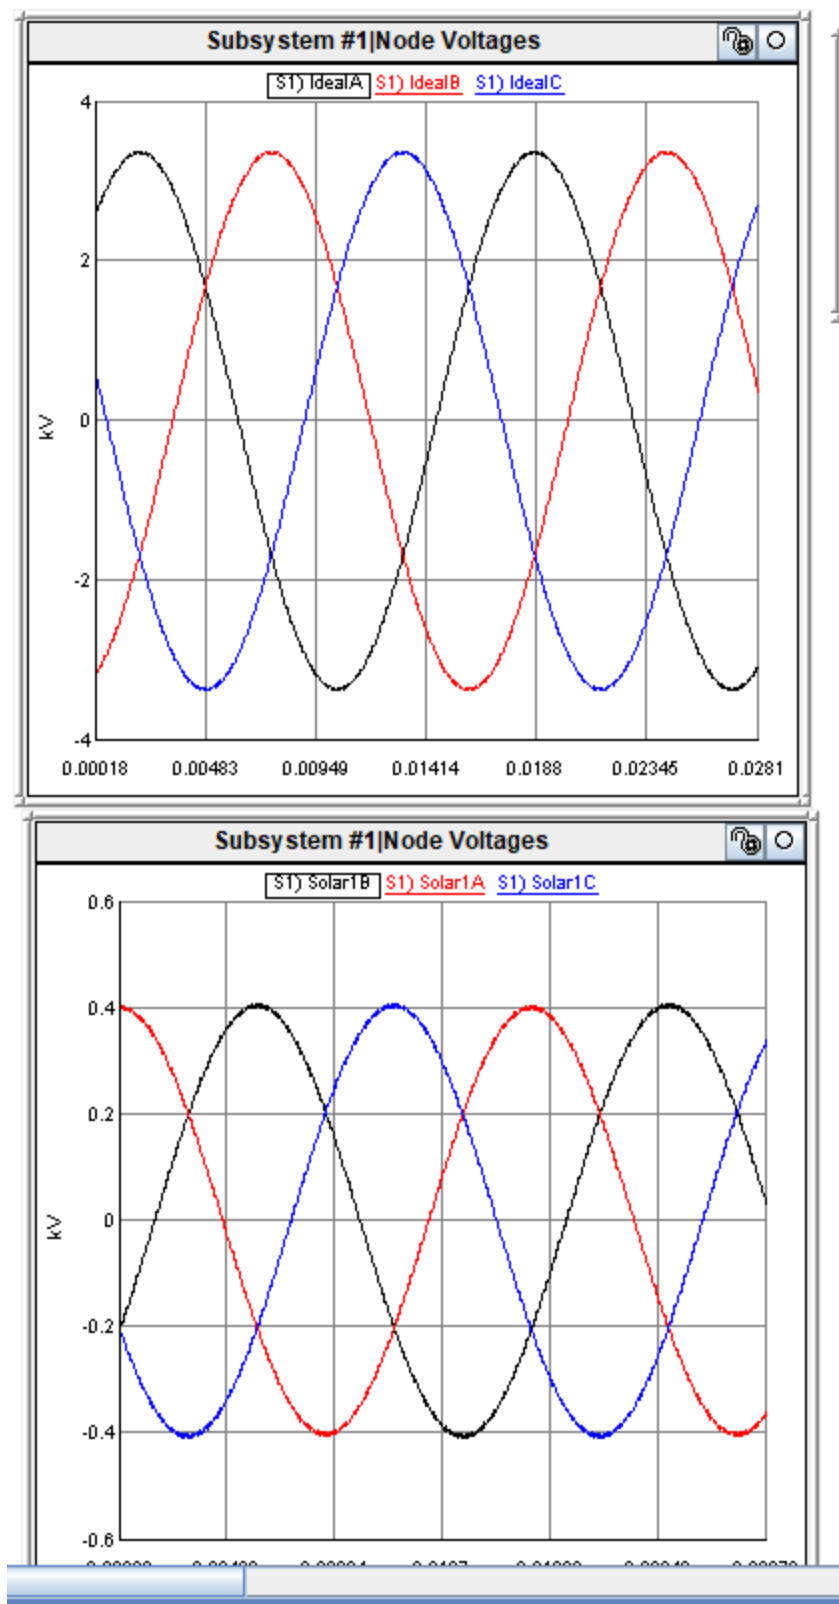 Subsystem #1|Node Voltages
S1) IdealA S1) IdealB S1) IdealC
4
2
0
-2
-4
kV
0.00018 0.00483 0.00949 0.01414 0.0188 0.02345 0.0281
Subsystem #1|Node Voltages
S1) Solar1B S1) Solar1A S1) Solar1C
0.6
0.4
0.2
0
-0.2
-0.4
-0.6
kV